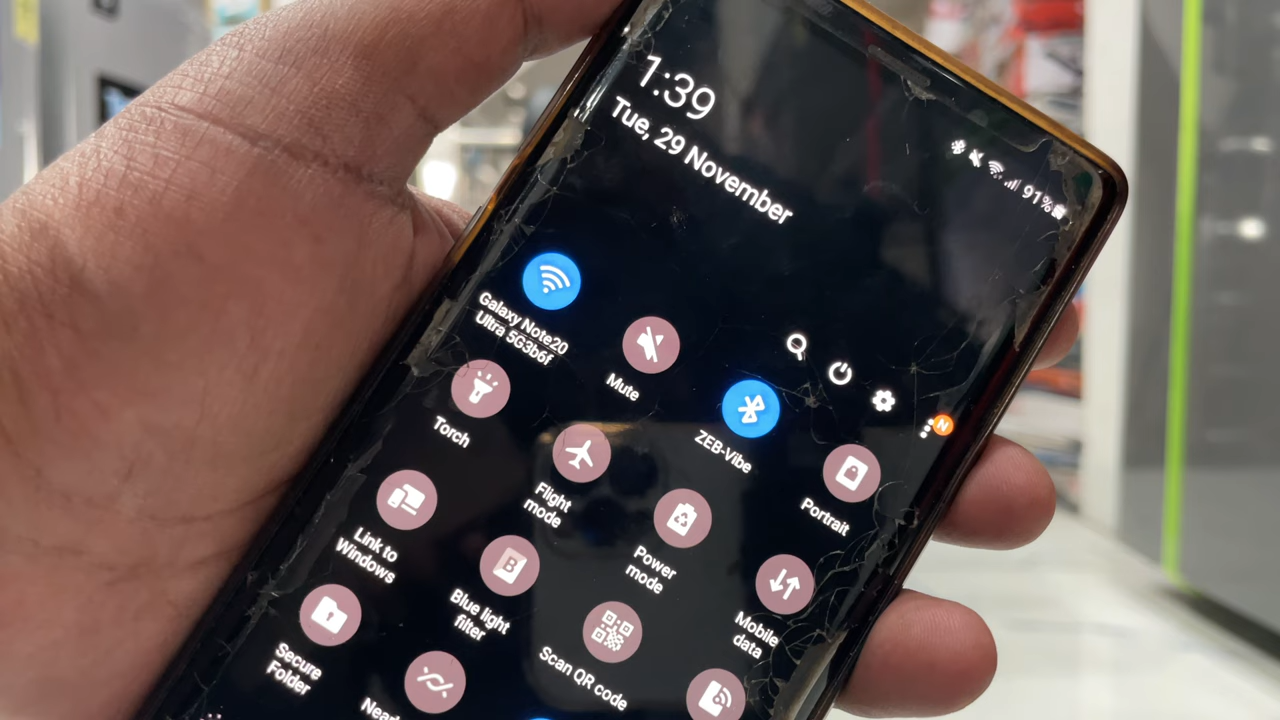 1:39
Tue, 29 November
91%
Galaxy Note20
Ultra 5G3b6f
Mute
ZEB-Vibe
Portrait
N
Torch
Flight
mode
Power
mode
Mobile
data
Link to
Windows
B
Blue light
filter
Scan QR code
Secure
Folder